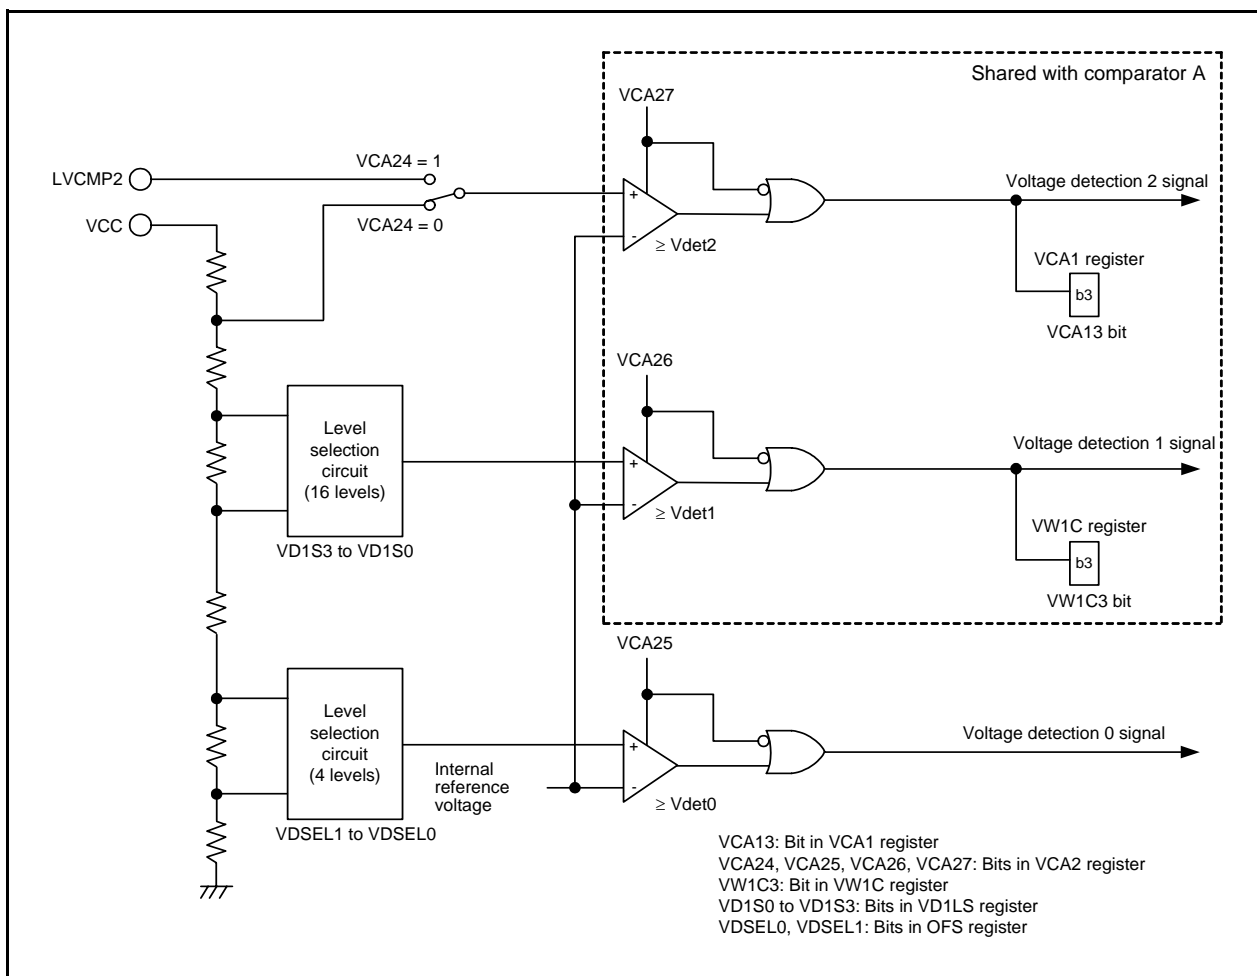 Shared with comparator A
VCA27
VCA24 = 1
LVCMP2
VCC
VCA24 = 0
+
-
≥ Vdet2
Voltage detection 2 signal
VCA1 register
b3
VCA13 bit
VCA26
Level
selection
circuit
(16 levels)
VD1S3 to VD1S0
+
-
≥ Vdet1
Voltage detection 1 signal
VW1C register
b3
VW1C3 bit
VCA25
Level
selection
circuit
(4 levels)
VDSEL1 to VDSEL0
Internal
reference
voltage
+
-
≥ Vdet0
Voltage detection 0 signal
VCA13: Bit in VCA1 register
VCA24, VCA25, VCA26, VCA27: Bits in VCA2 register
VW1C3: Bit in VW1C register
VD1S0 to VD1S3: Bits in VD1LS register
VDSEL0, VDSEL1: Bits in OFS register